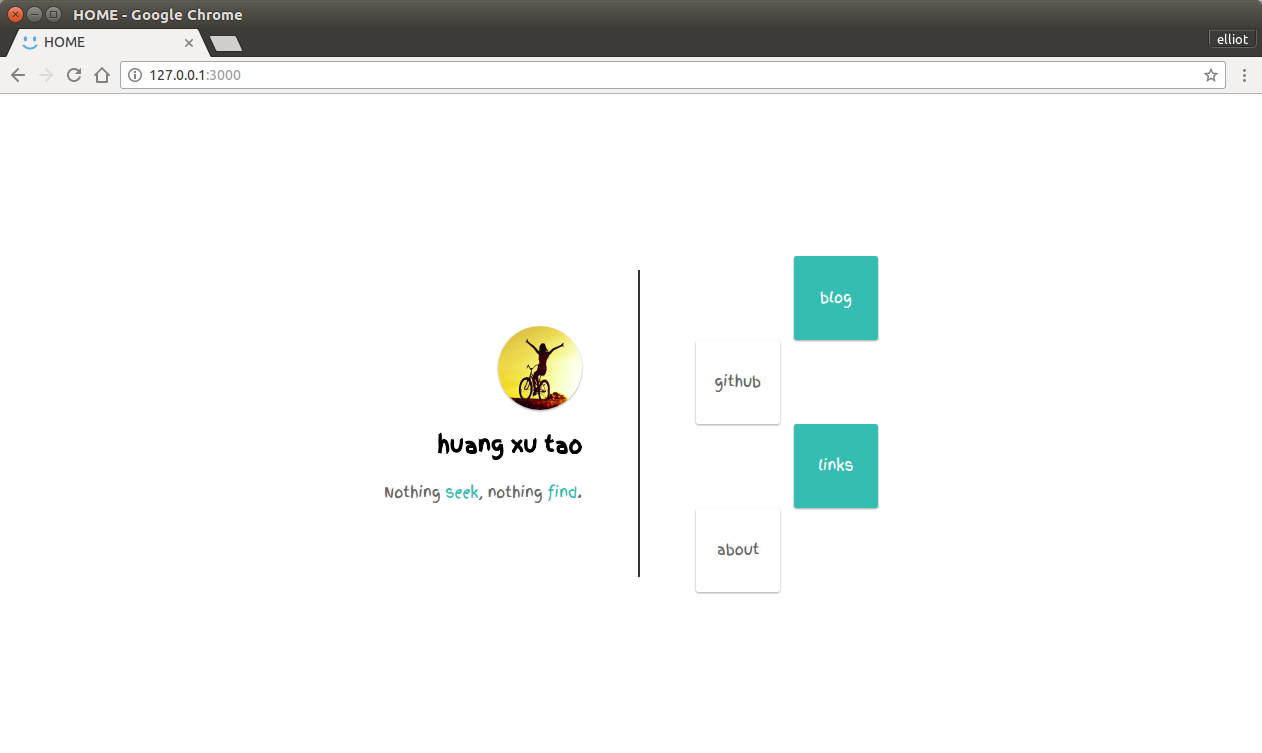 HOME - Google Chrome
HOME
elliot
127.0.0.1:3000
huang xu tao
Nothing seek, nothing find.
blog
github
links
about